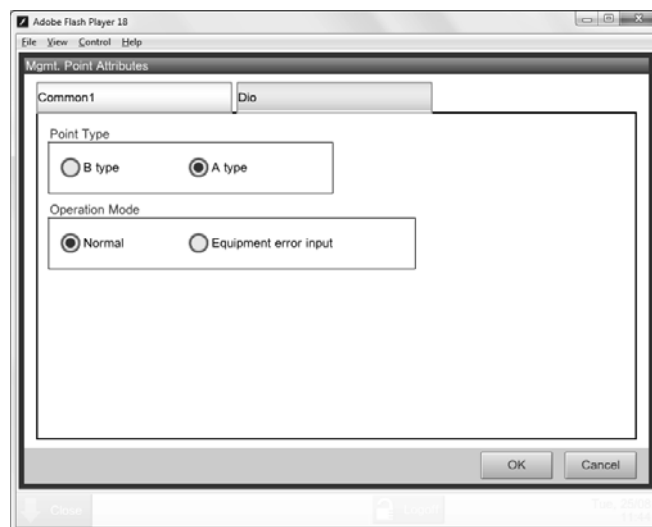 Adobe Flash Player 18
File View Control Help
Mgmt. Point Attributes
Common1 Dio
Point Type
B type A type
Operation Mode
Normal Equipment error input
OK Cancel
Close Logoff